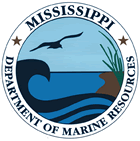 MISSISSIPPI
DEPARTMENT OF MARINE RESOURCES